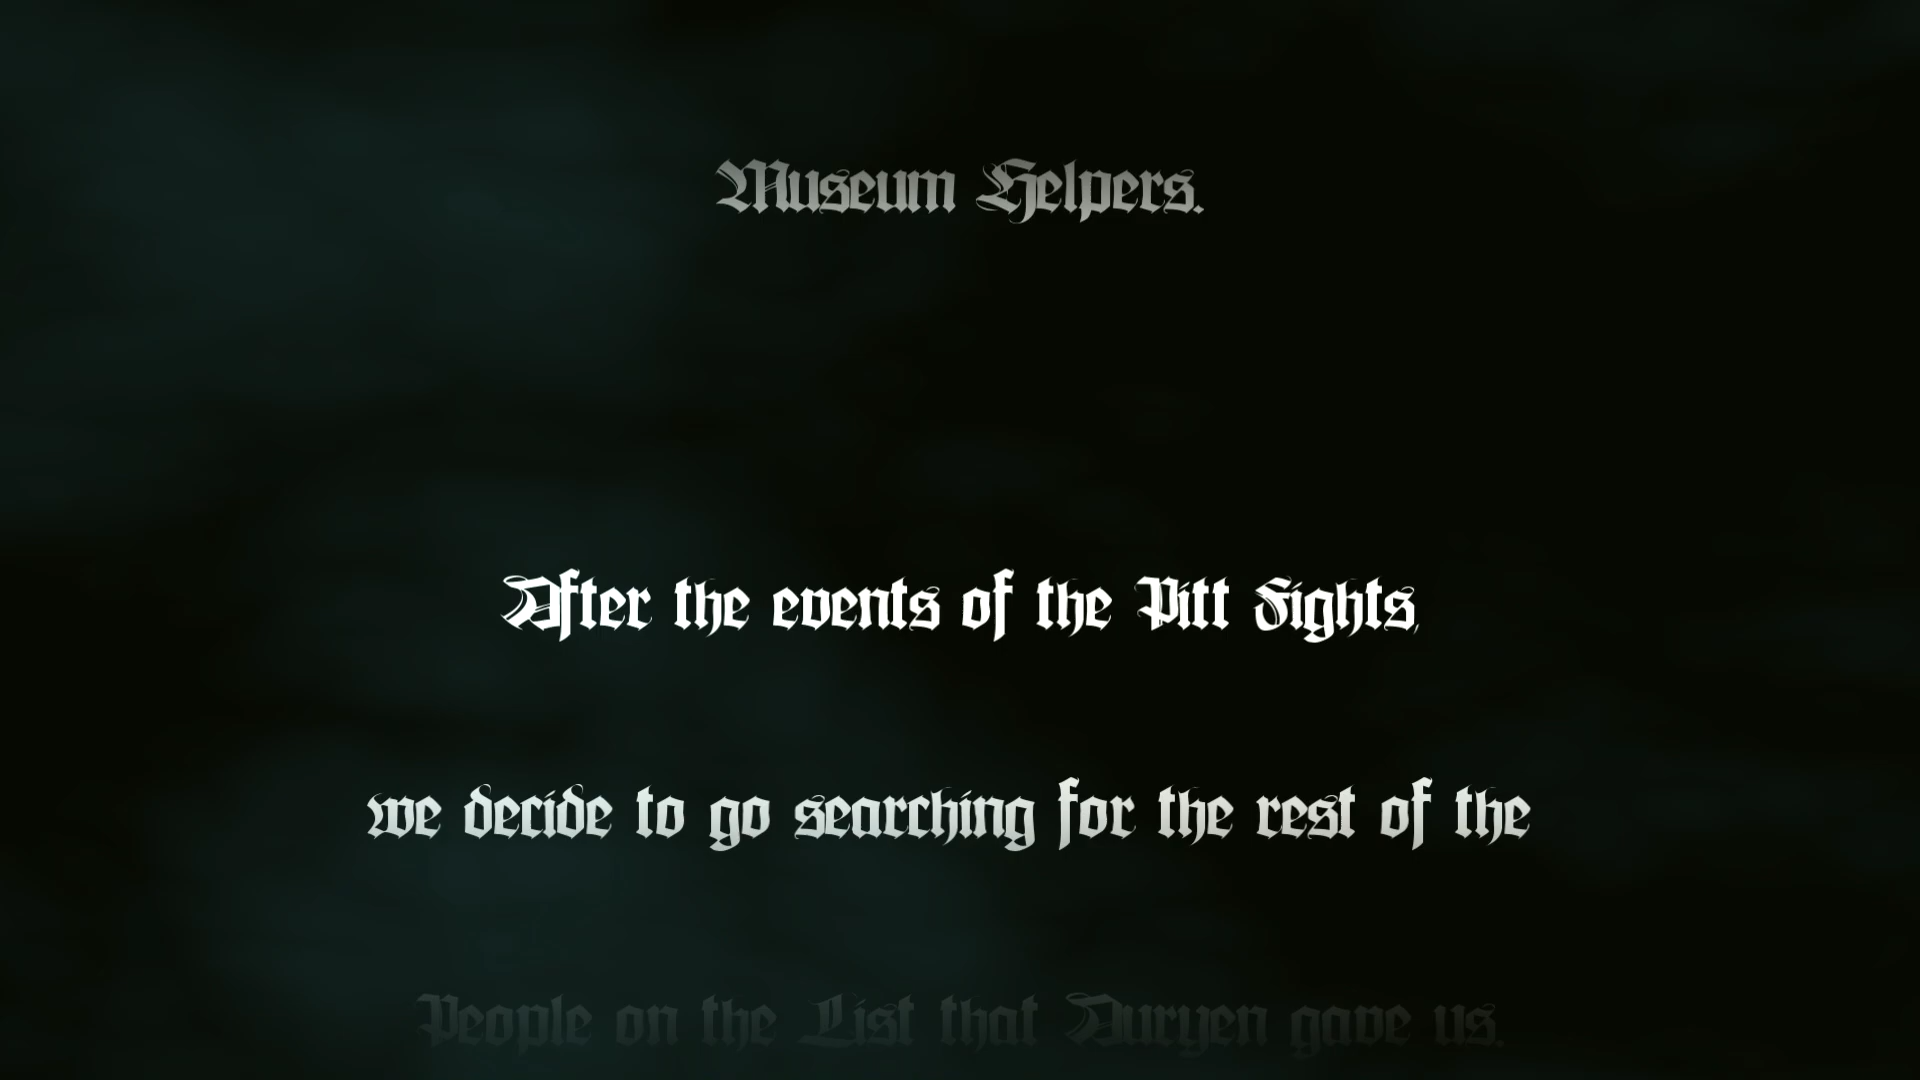 Museum Helpers.
After the events of the Pitt Fights,
we decide to go searching for the rest of the
People on the List that Auryen gave us.